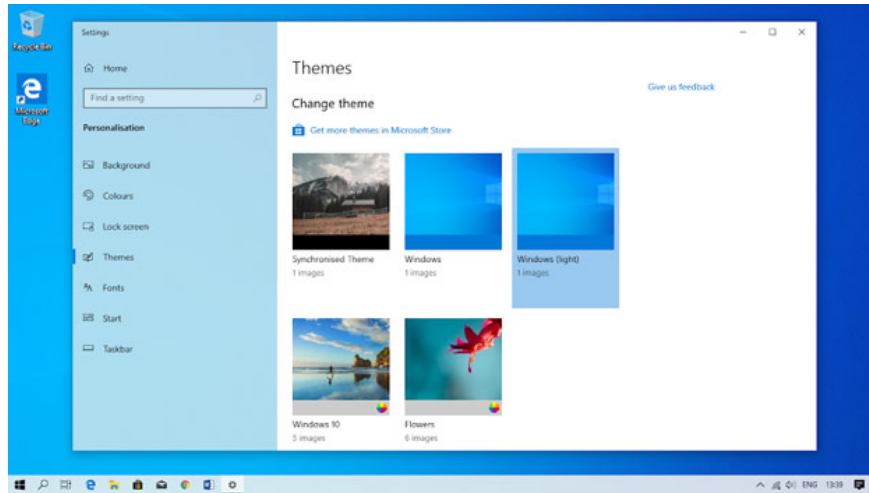 Recycle Bin
Microsoft
Edge
Settings
Home
Find a setting
Personalisation
Background
Colours
Lock screen
Themes
Fonts
Start
Taskbar
Themes
Give us feedback
Change theme
Get more themes in Microsoft Store
Synchronised Theme
1 images
Windows
1 images
Windows (light)
1 images
Windows 10
5 images
Flowers
6 images
ENG 13:39